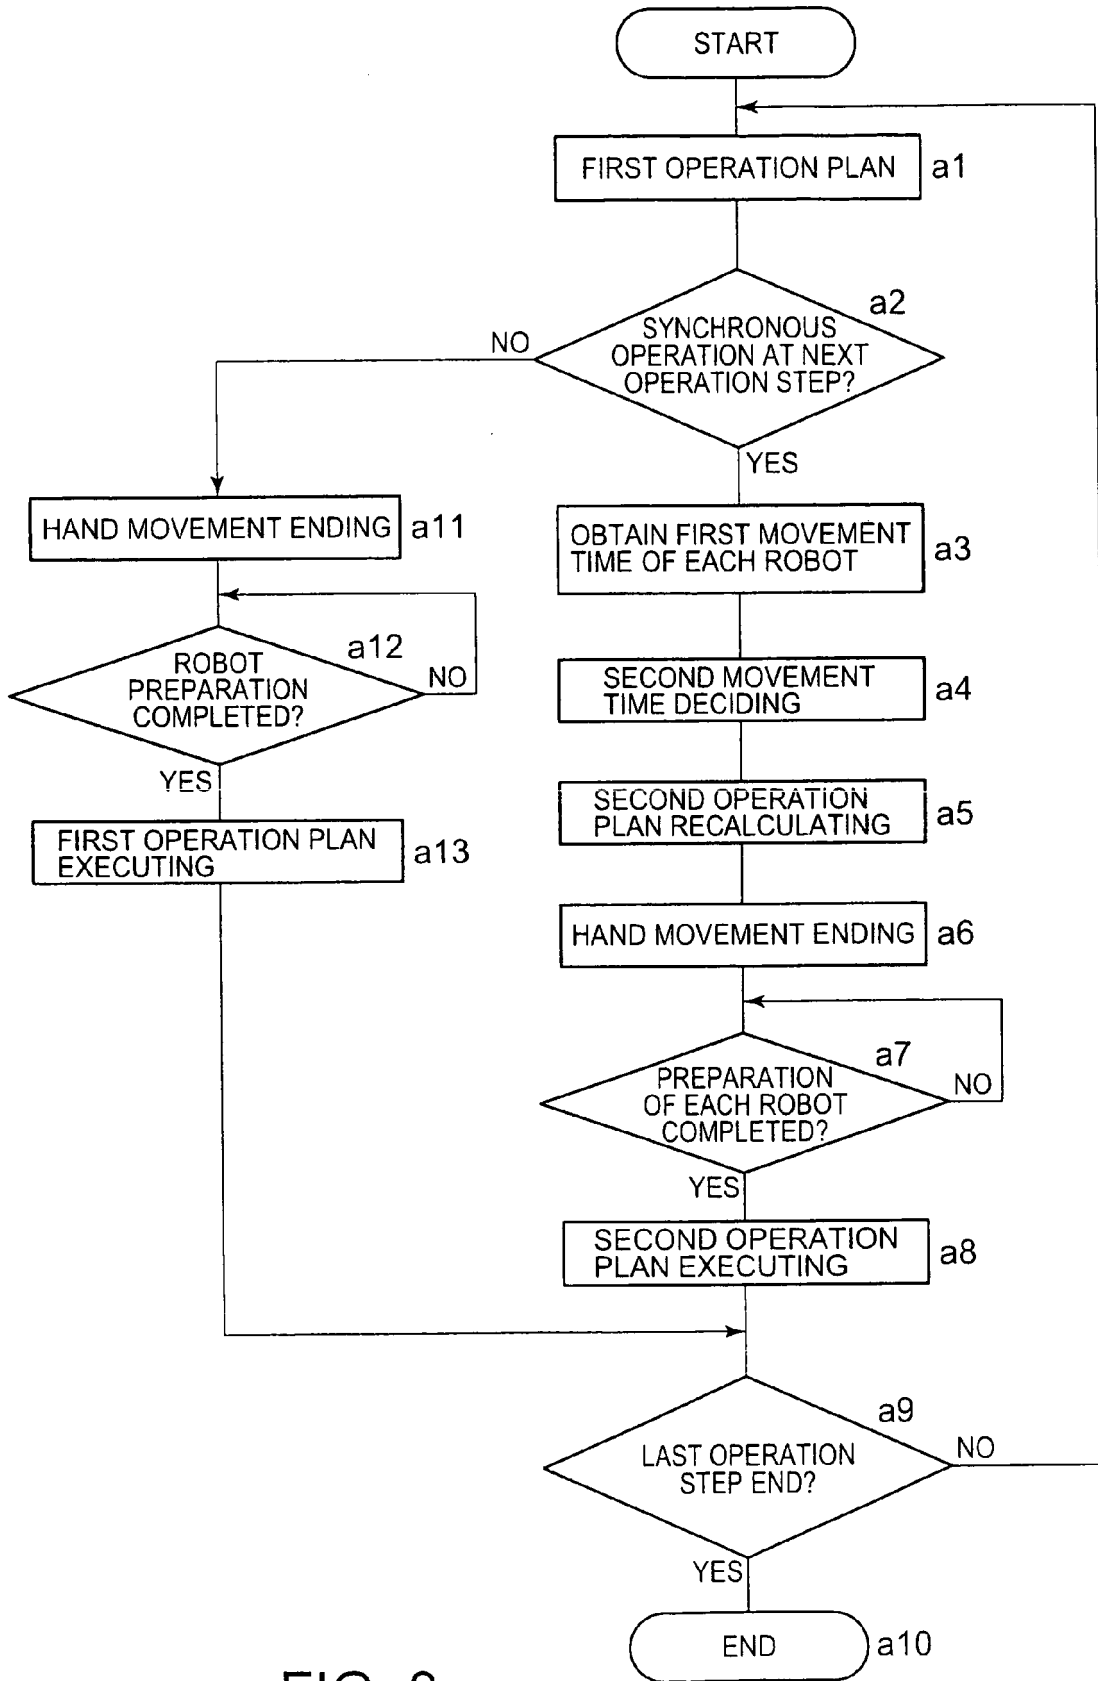 START
FIRST OPERATION PLAN
a1
a2
SYNCHRONOUS
OPERATION AT NEXT
OPERATION STEP?
NO
YES
HAND MOVEMENT ENDING
a11
OBTAIN FIRST MOVEMENT
TIME OF EACH ROBOT
a3
a12
ROBOT
PREPARATION
COMPLETED?
NO
YES
SECOND MOVEMENT
TIME DECIDING
a4
SECOND OPERATION
PLAN RECALCULATING
a5
FIRST OPERATION PLAN
EXECUTING
a13
HAND MOVEMENT ENDING
a6
a7
PREPARATION
OF EACH ROBOT
COMPLETED?
NO
YES
SECOND OPERATION
PLAN EXECUTING
a8
a9
LAST OPERATION
STEP END?
NO
YES
END
a10
FIG.